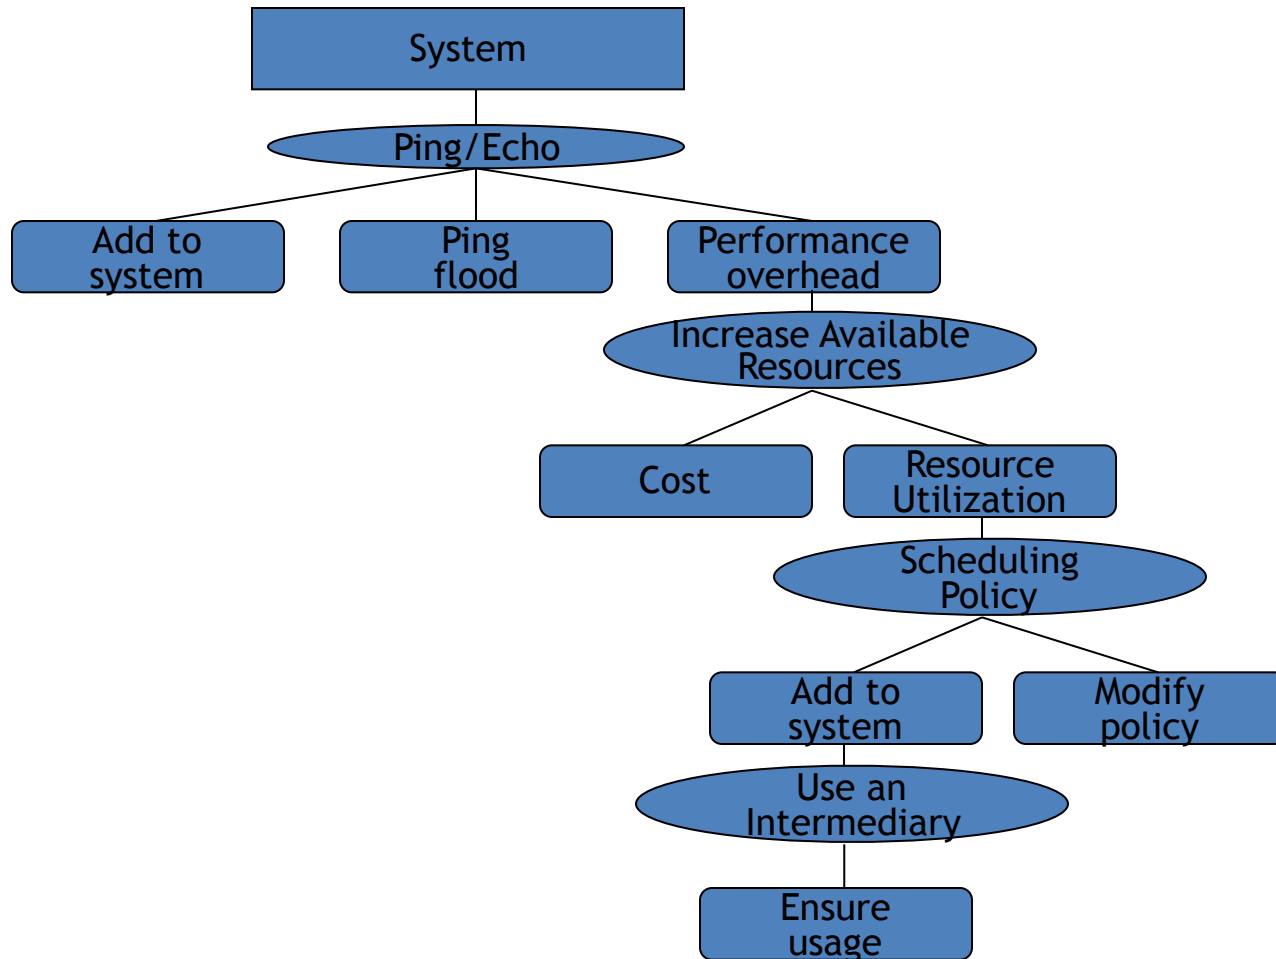 System
Ping/Echo
Add to
system
Ping
flood
Performance
overhead
Increase Available
Resources
Cost
Resource
Utilization
Scheduling
Policy
Add to
system
Modify
policy
Use an
Intermediary
Ensure
usage